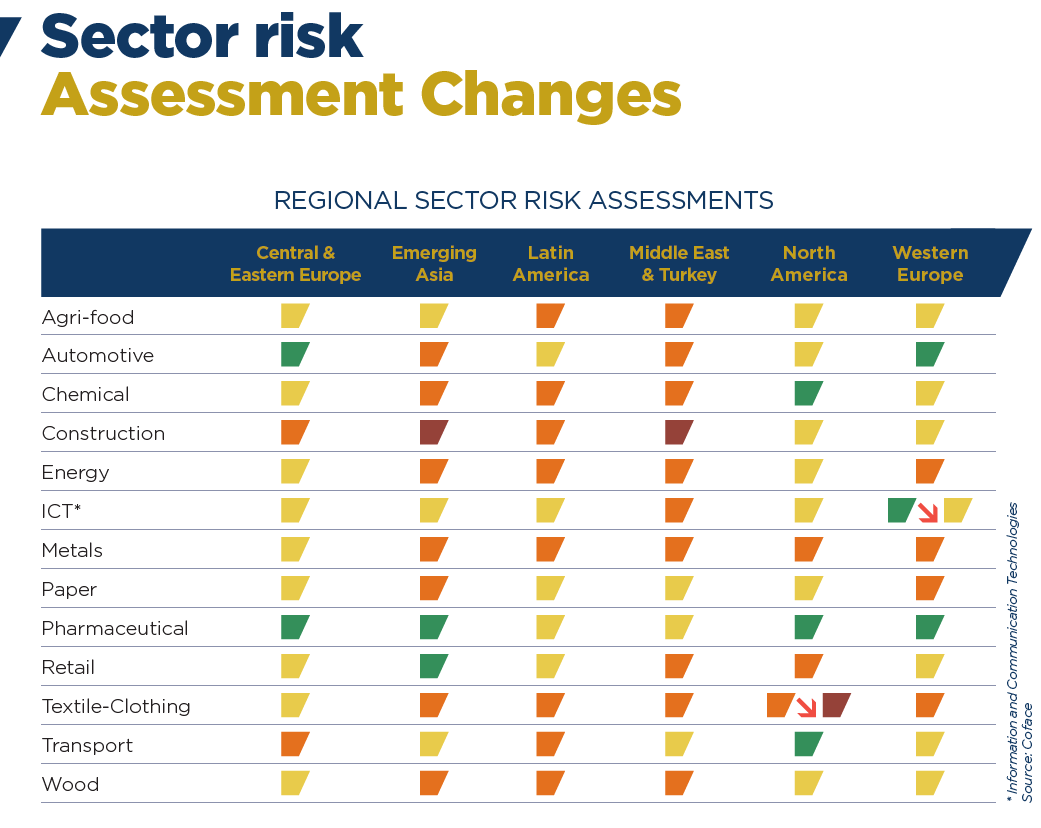 Sector risk
Assessment Changes
REGIONAL SECTOR RISK ASSESSMENTS
Central & Eastern Europe
Emerging Asia
Latin America
Middle East & Turkey
North America
Western Europe
Agri-food
Automotive
Chemical
Construction
Energy
ICT*
Metals
Paper
Pharmaceutical
Retail
Textile-Clothing
Transport
Wood
* Information and Communication Technologies
Source: Coface